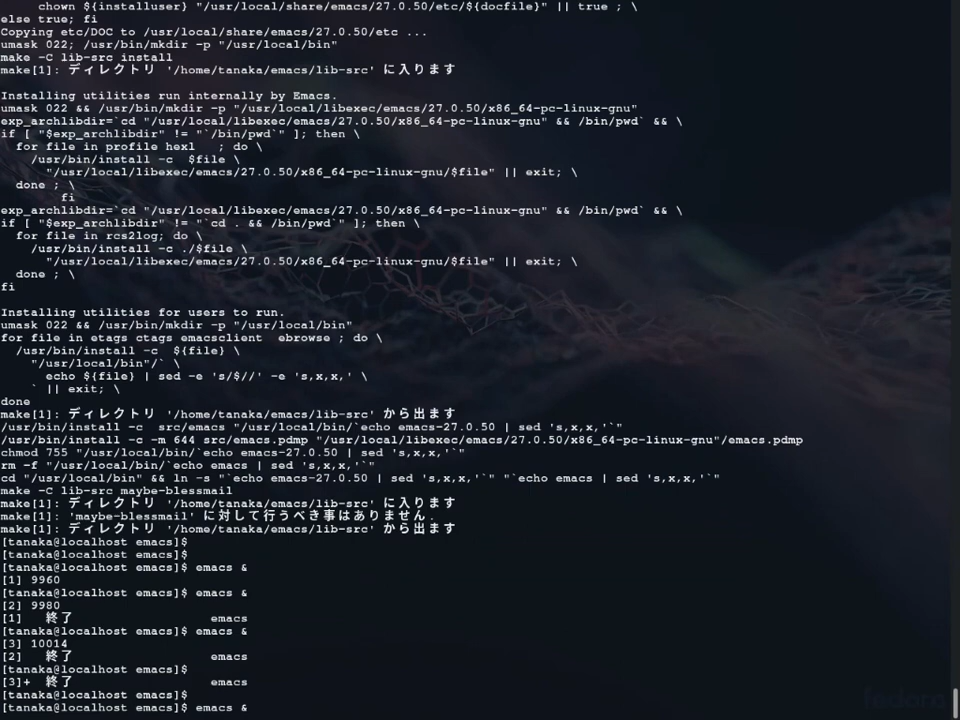 chown ${installuser} "/usr/local/share/emacs/27.0.50/etc/${docfile}" || true ; \
else true; fi
Copying etc/DOC to /usr/local/share/emacs/27.0.50/etc ...
umask 022; /usr/bin/mkdir -p "/usr/local/bin"
make -C lib-src install
make[1]: ディレクトリ '/home/tanaka/emacs/lib-src' に入ります

Installing utilities run internally by Emacs.
umask 022 && /usr/bin/mkdir -p "/usr/local/libexec/emacs/27.0.50/x86_64-pc-linux-gnu"
exp_archlibdir=`cd "/usr/local/libexec/emacs/27.0.50/x86_64-pc-linux-gnu" && /bin/pwd` && \
if [ "$exp_archlibdir" != "`/bin/pwd`" ]; then \
  for file in profile hexl   ; do \
    /usr/bin/install -c  $file \
      "/usr/local/libexec/emacs/27.0.50/x86_64-pc-linux-gnu/$file" || exit; \
  done ; \
        fi
exp_archlibdir=`cd "/usr/local/libexec/emacs/27.0.50/x86_64-pc-linux-gnu" && /bin/pwd` && \
if [ "$exp_archlibdir" != "`cd . && /bin/pwd`" ]; then \
  for file in rcs2log; do \
    /usr/bin/install -c ./$file \
      "/usr/local/libexec/emacs/27.0.50/x86_64-pc-linux-gnu/$file" || exit; \
  done ; \
fi

Installing utilities for users to run.
umask 022 && /usr/bin/mkdir -p "/usr/local/bin"
for file in etags ctags emacsclient  ebrowse ; do \
  /usr/bin/install -c  ${file} \
    "/usr/local/bin"/` \
      echo ${file} | sed -e 's/$//' -e 's,x,x,' \
    ` || exit; \
done
make[1]: ディレクトリ '/home/tanaka/emacs/lib-src' から出ます
/usr/bin/install -c  src/emacs "/usr/local/bin/`echo emacs-27.0.50 | sed 's,x,x,'`"
/usr/bin/install -c -m 644 src/emacs.pdmp "/usr/local/libexec/emacs/27.0.50/x86_64-pc-linux-gnu"/emacs.pdmp
chmod 755 "/usr/local/bin/`echo emacs-27.0.50 | sed 's,x,x,'`"
rm -f "/usr/local/bin/`echo emacs | sed 's,x,x,'`"
cd "/usr/local/bin" && ln -s "`echo emacs-27.0.50 | sed 's,x,x,'`" "`echo emacs | sed 's,x,x,'`"
make -C lib-src maybe-blessmail
make[1]: ディレクトリ '/home/tanaka/emacs/lib-src' に入ります
make[1]: 'maybe-blessmail' に対して行うべき事はありません.
make[1]: ディレクトリ '/home/tanaka/emacs/lib-src' から出ます
[tanaka@localhost emacs]$
[tanaka@localhost emacs]$
[tanaka@localhost emacs]$ emacs &
[1] 9960
[tanaka@localhost emacs]$ emacs &
[2] 9980
[1]   終了                  emacs
[tanaka@localhost emacs]$ emacs &
[3] 10014
[2]   終了                  emacs
[tanaka@localhost emacs]$
[3]+  終了                  emacs
[tanaka@localhost emacs]$
[tanaka@localhost emacs]$ emacs &
fedora